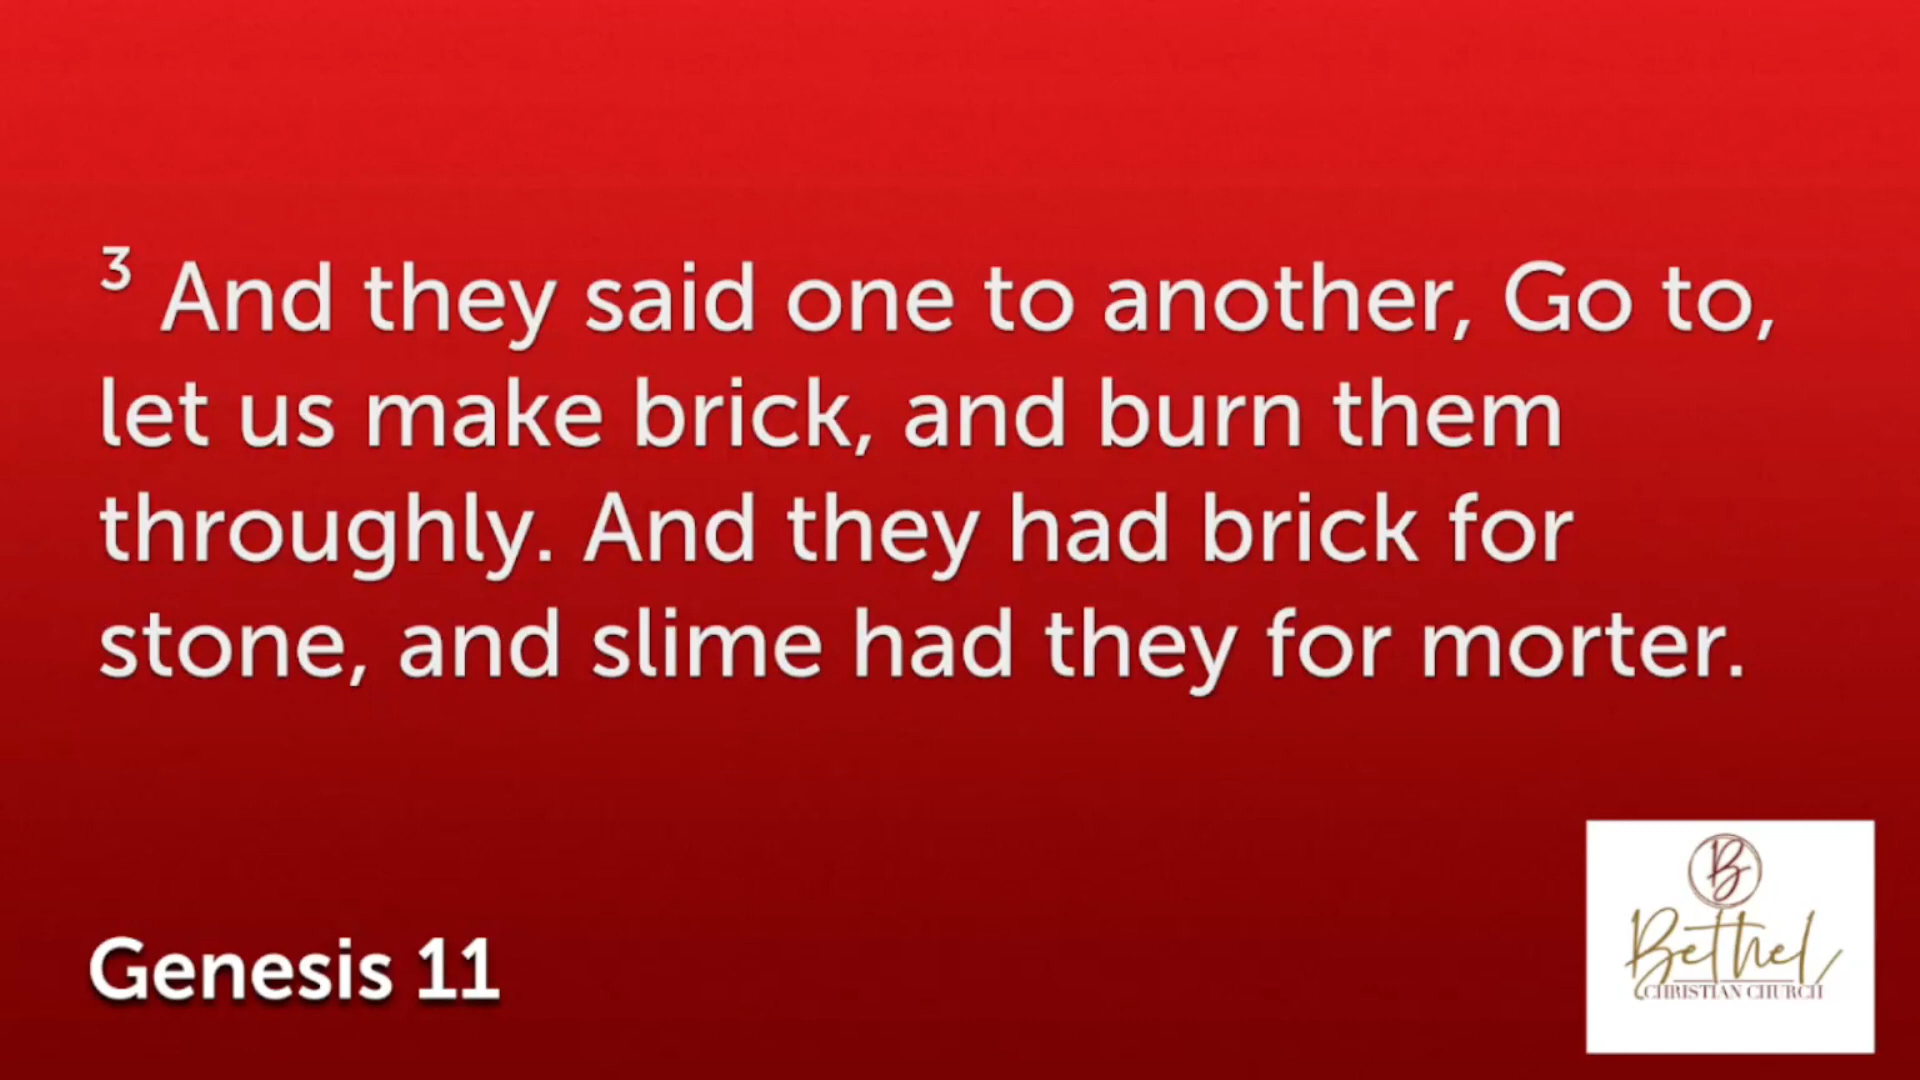 3 And they said one to another, Go to,
let us make brick, and burn them
throughly. And they had brick for
stone, and slime had they for morter.
Genesis 11
B
Bethel
CHRISTIAN CHURCH